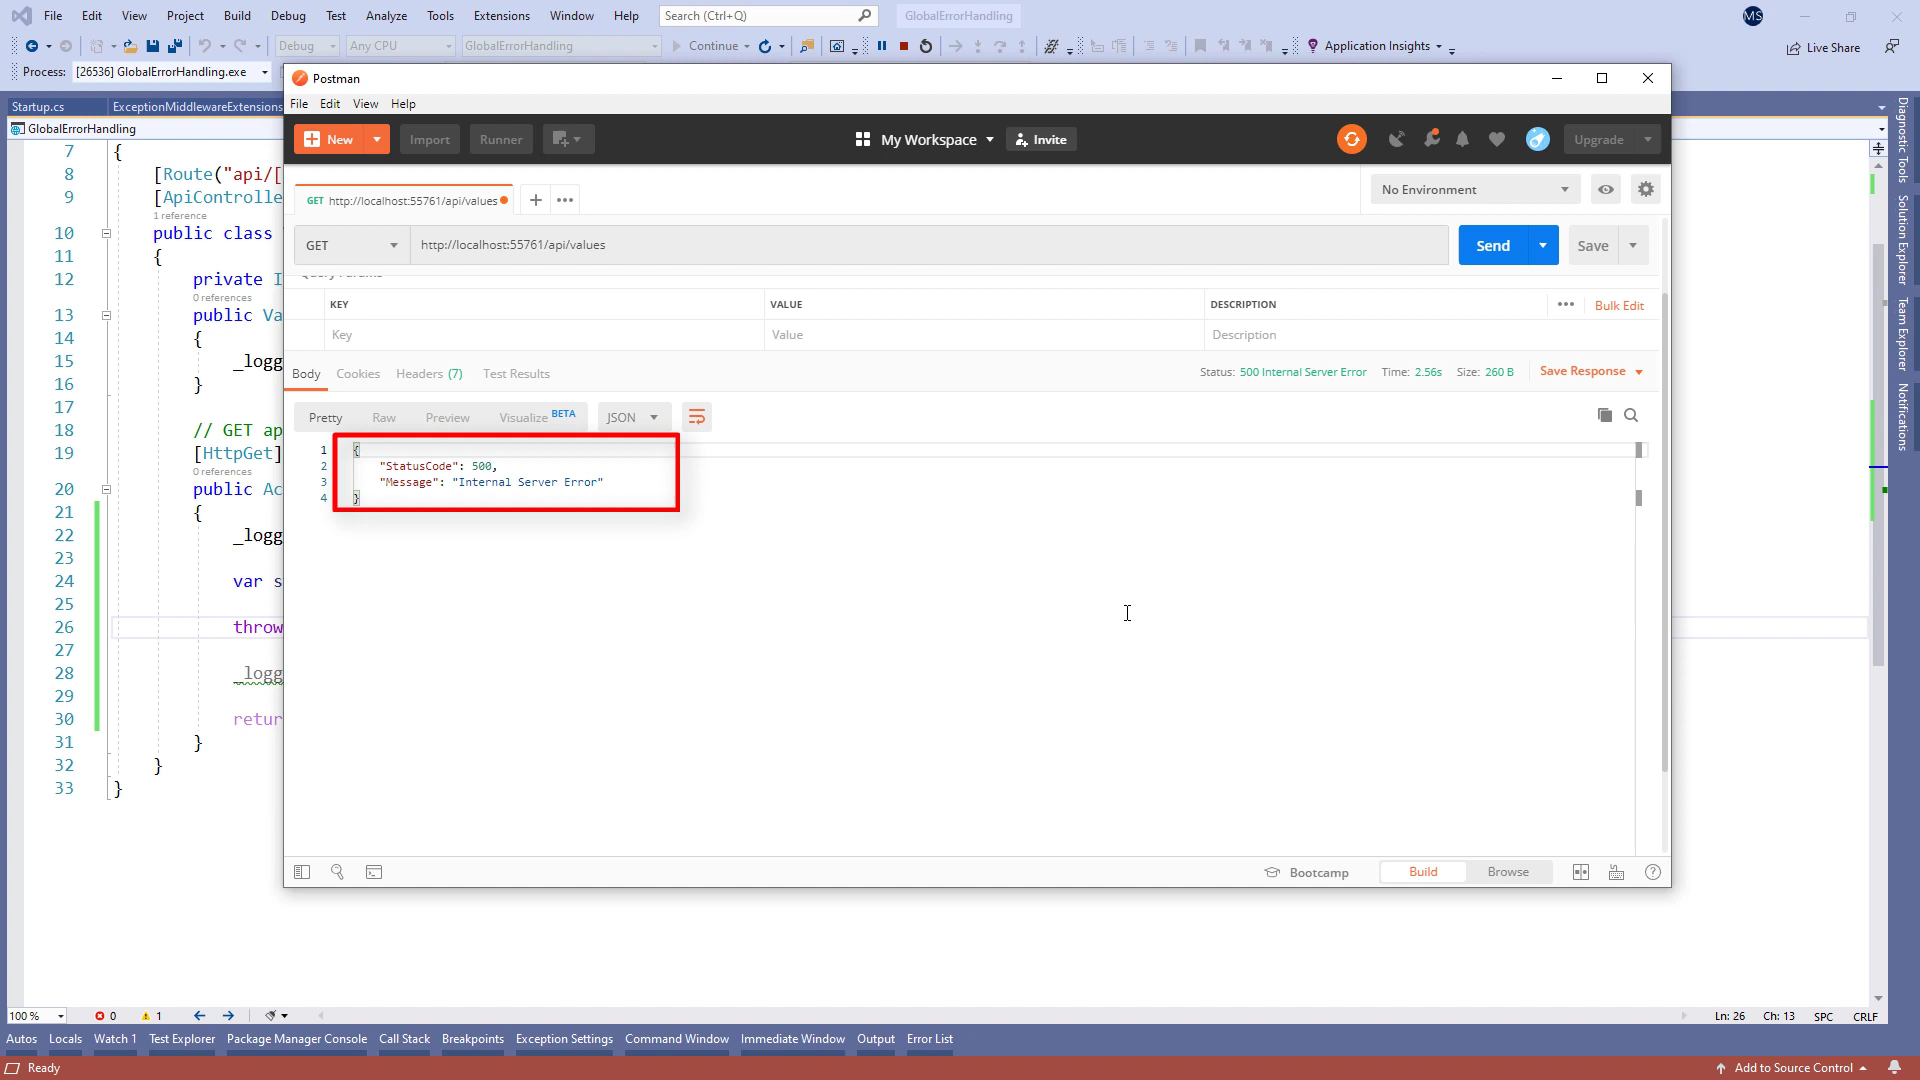 File Edit View Project Build Debug Test Analyze Tools Extensions Window Help Search (Ctrl+Q) GlobalErrorHandling MS
Debug Any CPU GlobalErrorHandling Continue Application Insights Live Share
Process: [26536] GlobalErrorHandling.exe
Postman
File Edit View Help
Startup.cs ExceptionMiddlewareExtensions
GlobalErrorHandling
New Import Runner My Workspace Invite Upgrade
GET http://localhost:55761/api/values No Environment
GET http://localhost:55761/api/values Send Save
KEY VALUE DESCRIPTION Bulk Edit
Key Value Description
Body Cookies Headers (7) Test Results Status: 500 Internal Server Error Time: 2.56s Size: 260 B Save Response
Pretty Raw Preview Visualize BETA JSON
1 {
2 "StatusCode": 500,
3 "Message": "Internal Server Error"
4 }
7 {
8 [Route("api/[
9 [ApiControlle
1 reference
10 public class
11 {
12 private I
0 references
13 public Va
14 {
15 _logg
16 }
17
18 // GET ap
19 [HttpGet]
0 references
20 public Ac
21 {
22 _logg
23
24 var s
25
26 throw
27
28 _logg
29
30 retur
31 }
32 }
33 }
Bootcamp Build Browse
Diagnostic Tools
Solution Explorer
Team Explorer
Notifications
100 % 0 1 Ln: 26 Ch: 13 SPC CRLF
Autos Locals Watch 1 Test Explorer Package Manager Console Call Stack Breakpoints Exception Settings Command Window Immediate Window Output Error List
Ready Add to Source Control